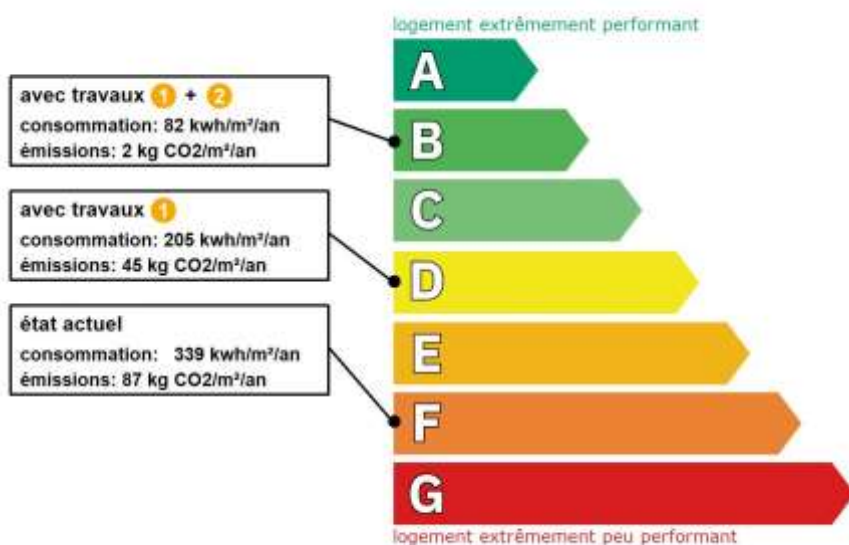 logement extrêmement performant
A
avec travaux 1 + 2
consommation: 82 kwh/m²/an
émissions: 2 kg CO2/m²/an
B
C
avec travaux 1
consommation: 205 kwh/m²/an
émissions: 45 kg CO2/m²/an
D
état actuel
consommation: 339 kwh/m²/an
émissions: 87 kg CO2/m²/an
E
F
G
logement extrêmement peu performant